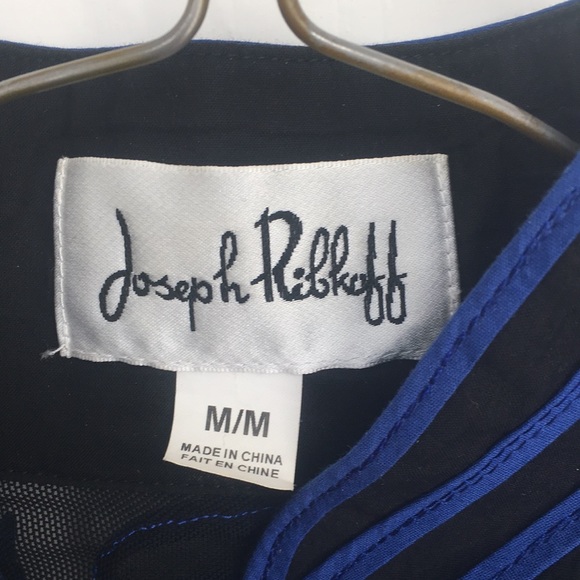 Joseph Ribkoff
M/M
MADE IN CHINA
FAIT EN CHINE